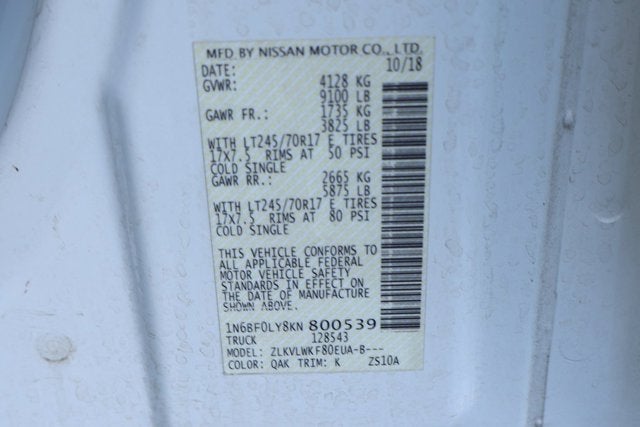 MFD BY NISSAN MOTOR CO., LTD.
DATE: 10/18
GVWR: 4128 KG
9100 LB
GAWR FR.: 1735 KG
3825 LB
WITH LT245/70R17 E TIRES
17X7.5 RIMS AT 50 PSI
COLD SINGLE
GAWR RR.: 2665 KG
5875 LB
WITH LT245/70R17 E TIRES
17X7.5 RIMS AT 80 PSI
COLD SINGLE
THIS VEHICLE CONFORMS TO
ALL APPLICABLE FEDERAL
MOTOR VEHICLE SAFETY
STANDARDS IN EFFECT ON
THE DATE OF MANUFACTURE
SHOWN ABOVE.
1N6BF0LY8KN 800539
TRUCK 128543
MODEL: ZLKVLWKF80EUA-B---
COLOR: QAK TRIM: K ZS10A